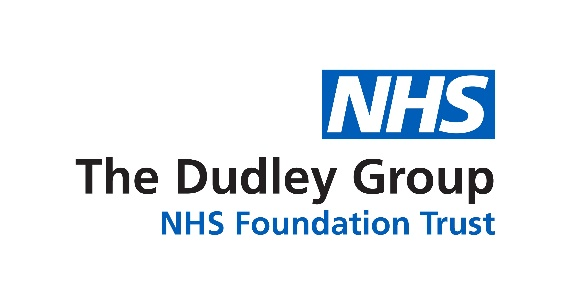 NHS
The Dudley Group
NHS Foundation Trust